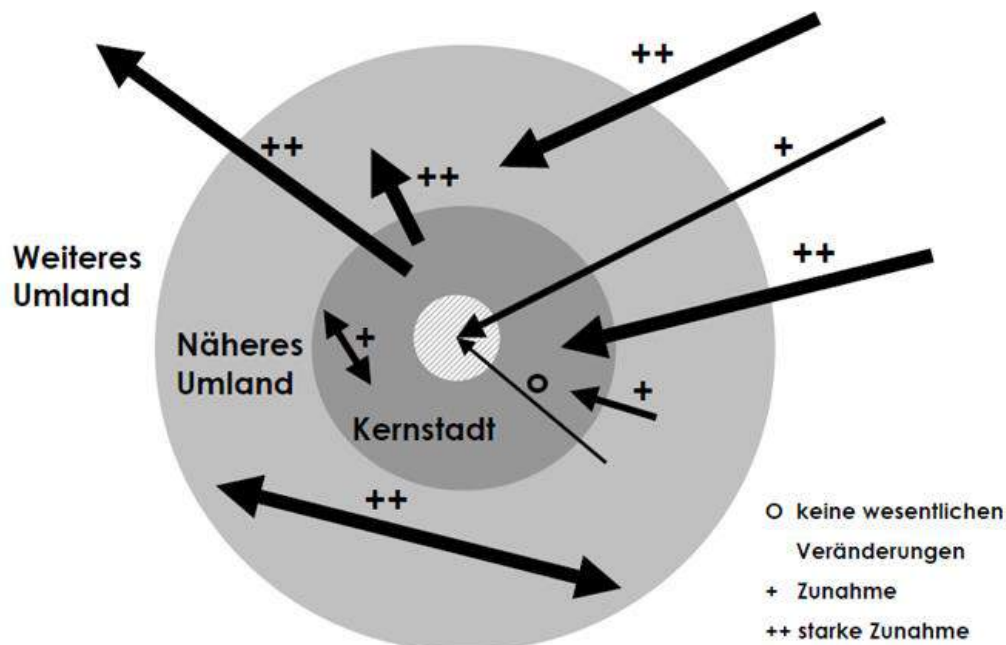 ++
+
++
++
++
Weiteres
Umland
Näheres
Umland
+
o
+
Kernstadt
++
o keine wesentlichen
Veränderungen
+ Zunahme
++ starke Zunahme